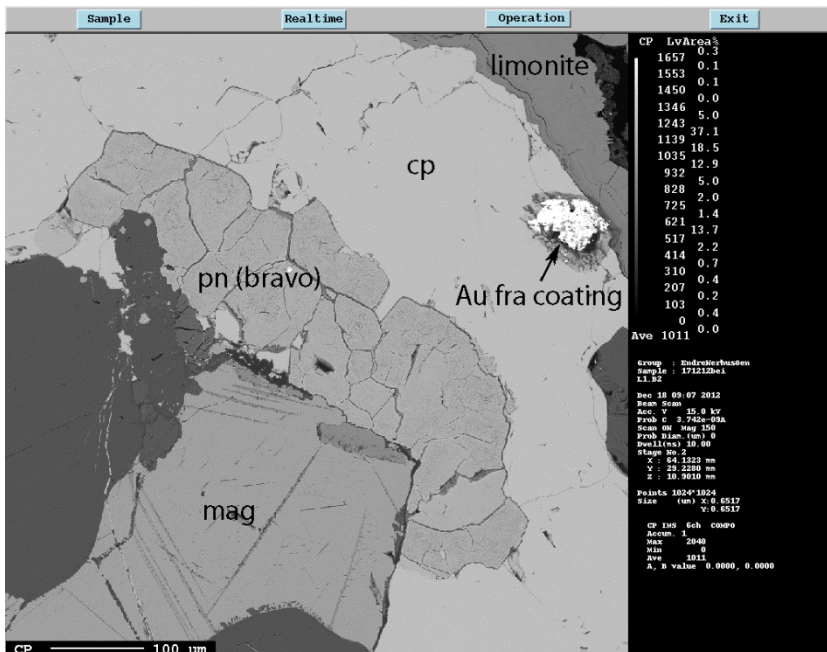 Sample Realtime Operation Exit
CP LvArea%
0.3
1657
0.1
1553
0.1
1450
0.0
1346
5.0
1243
37.1
1139
18.5
1035
12.9
932
5.0
828
2.0
725
1.4
621
13.7
517
2.2
414
0.7
310
0.4
207
0.2
103
0.4
0
0.0
Ave 1011
limonite
cp
pn (bravo)
Au fra coating
mag
Group : EndreNerhusOen
Sample : 171212bei
L1.B2
Dec 18 09:07 2012
Beam Scan
Acc. V 15.0 kV
Prob C 3.742e-09A
Scan ON Mag 150
Prob Diam.(um) 0
Dwell(ms) 10.00
Stage No.2
X : 64.1323 mm
Y : 29.2280 mm
Z : 10.9010 mm
Points 1024*1024
Size (um) X:0.6517
Y:0.6517
CP IMS 6ch COMPO
Accum. 1
Max 2048
Min 0
Ave 1011
A, B value 0.0000, 0.0000
CP 100 µm